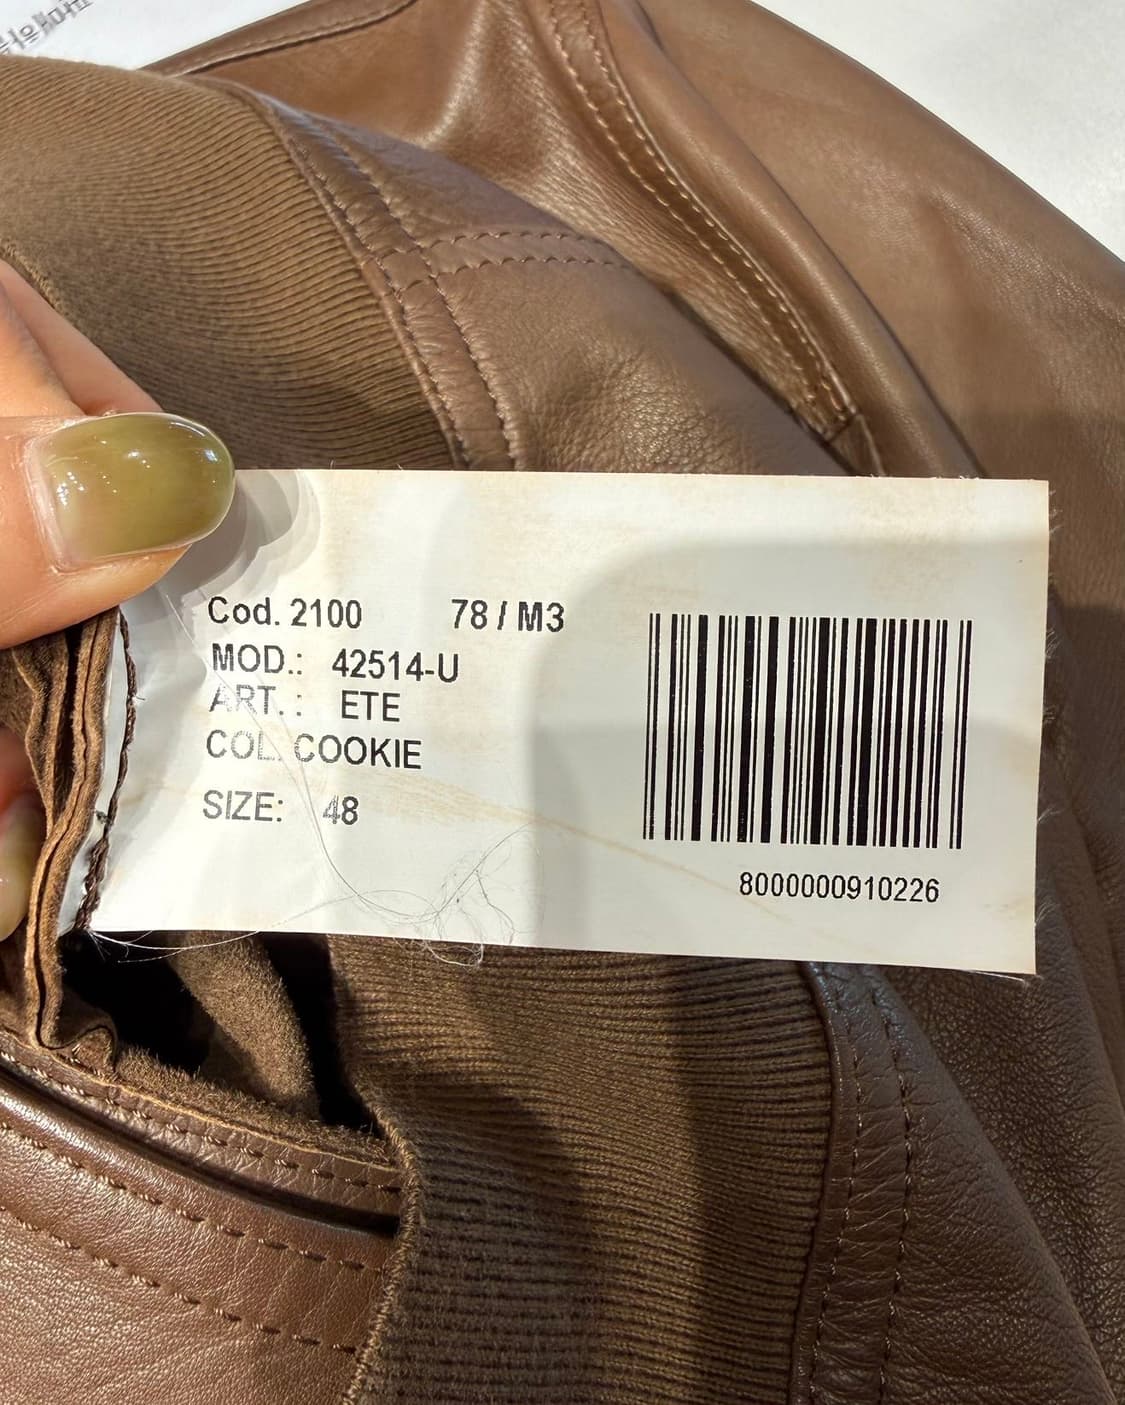 Cod. 2100 78 / M3
MOD.: 42514-U
ART. : ETE
COL. COOKIE
SIZE: 48
8000000910226